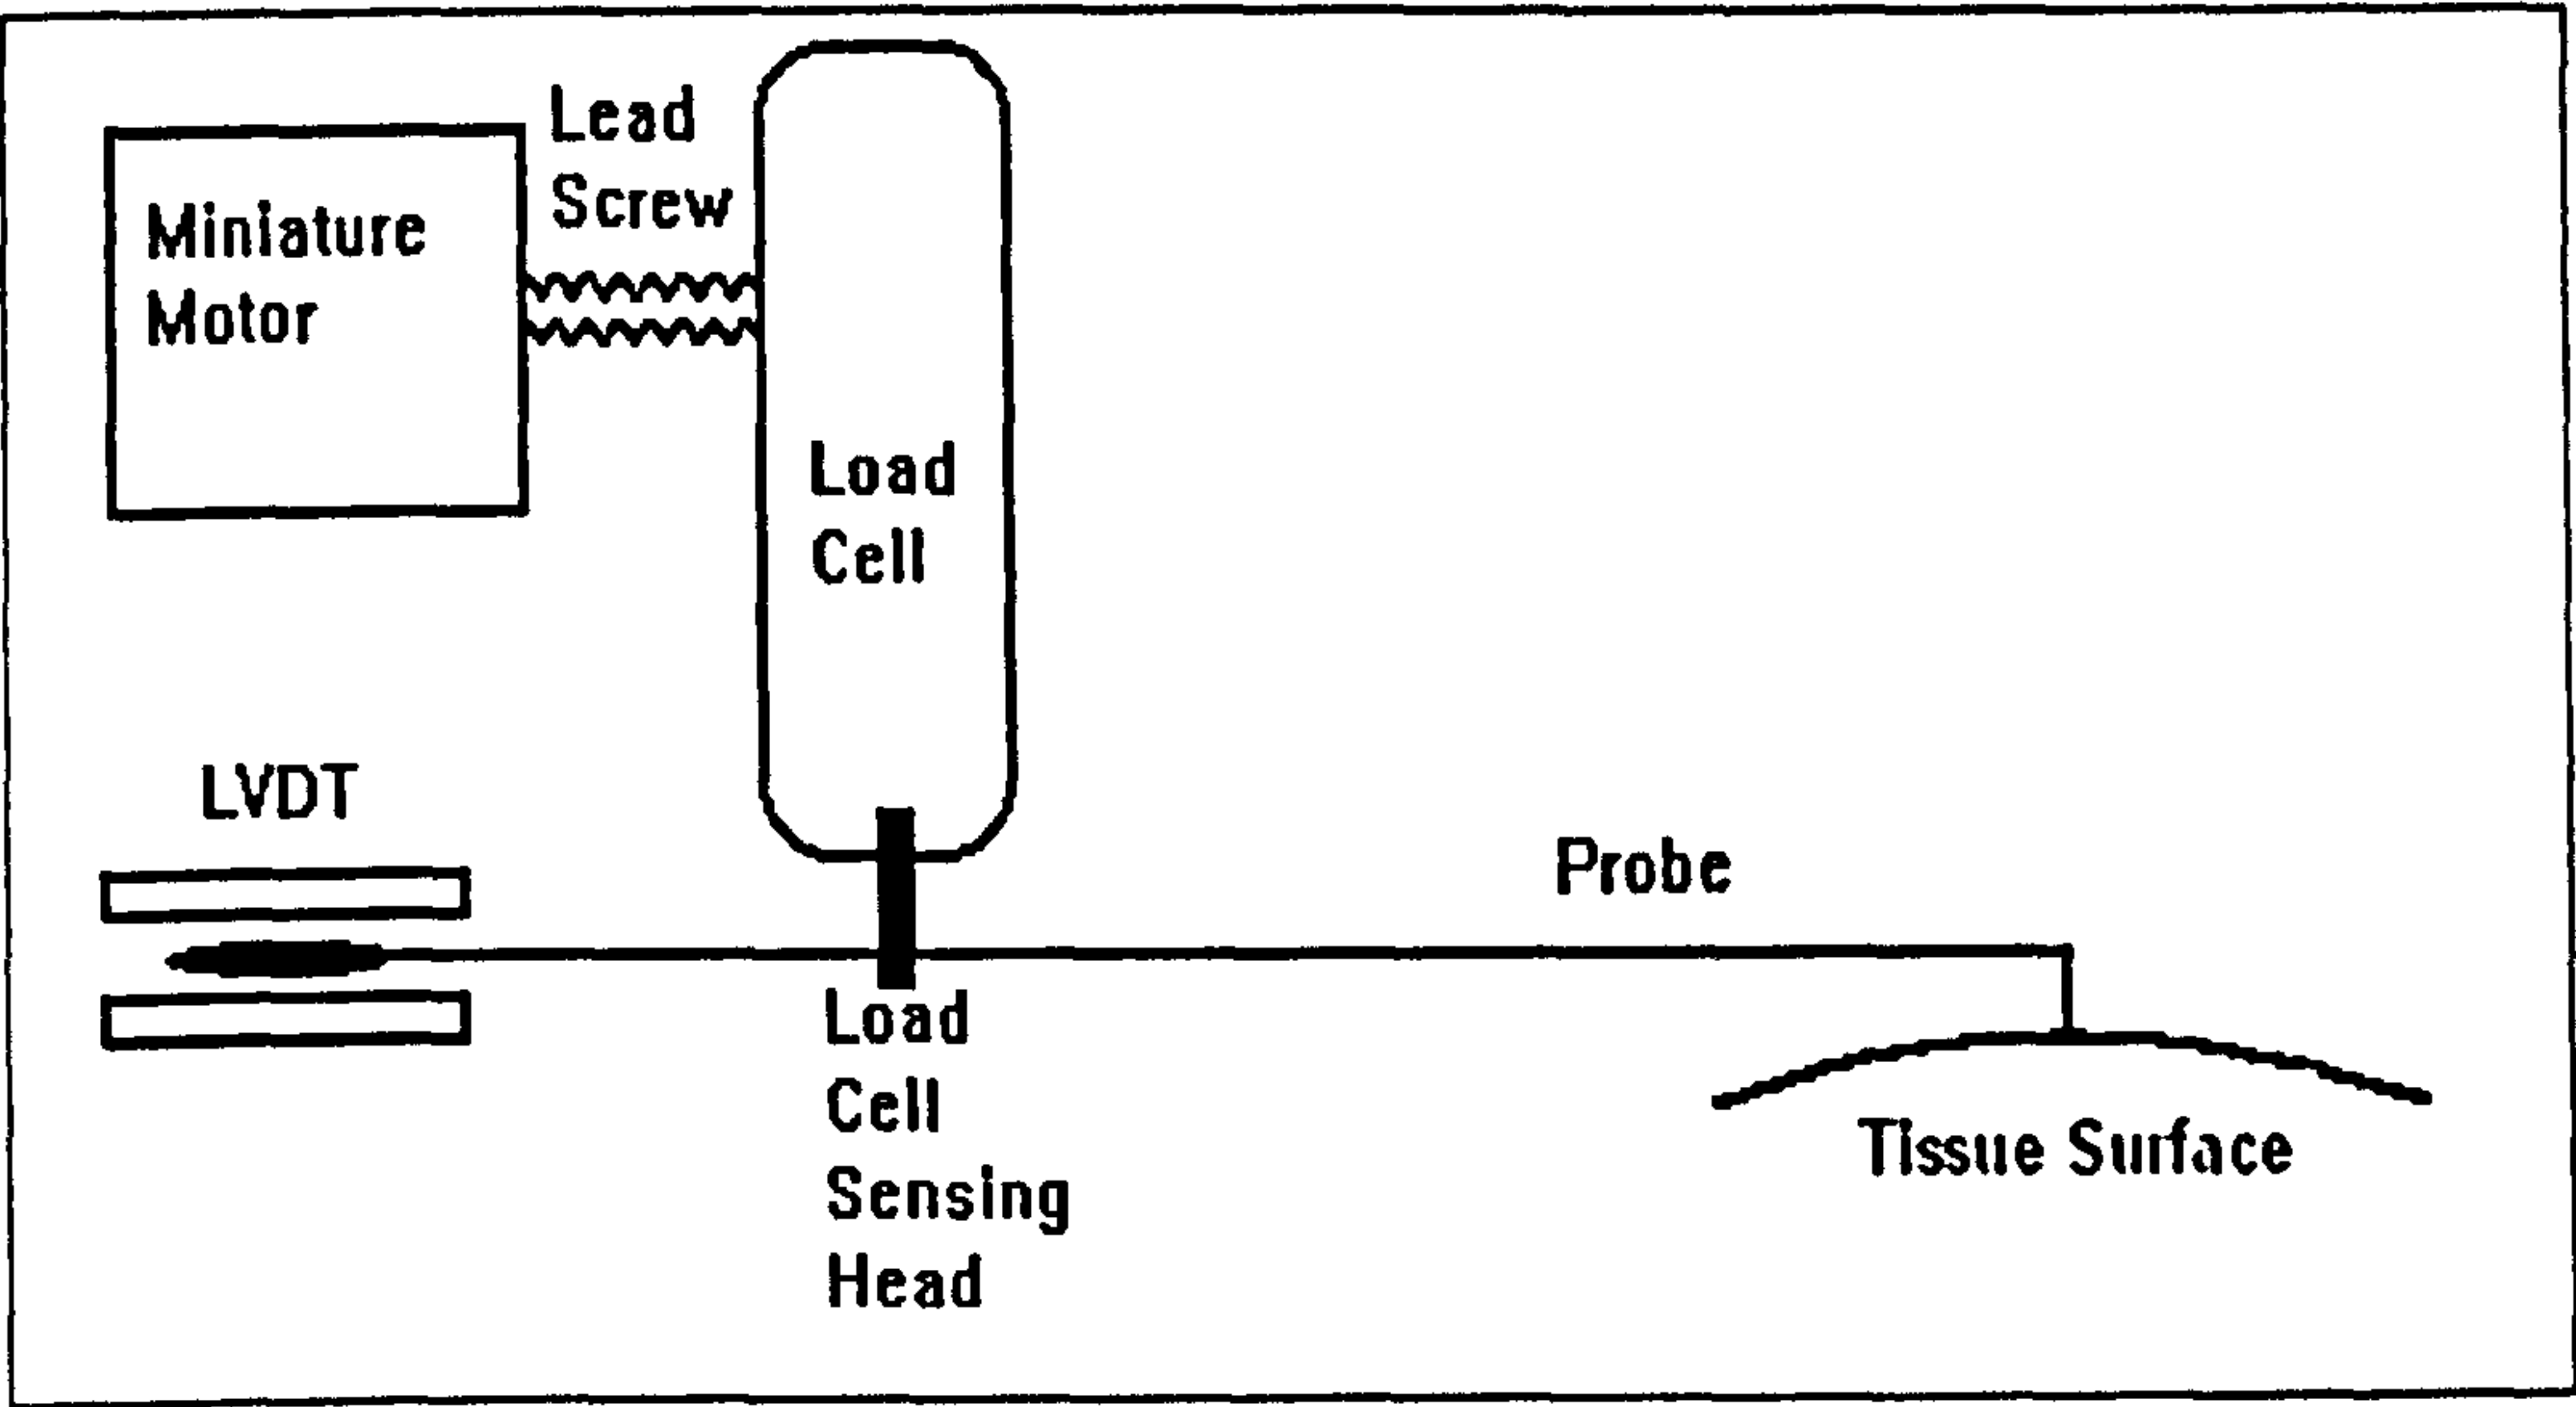 Lead
Screw
Miniature
Motor
Load
Cell
LVDT
Probe
Load
Cell
Sensing
Head
Tissue Surface